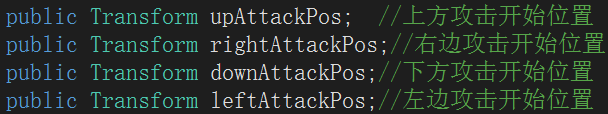 public Transform upAttackPos;  //上方攻击开始位置
public Transform rightAttackPos;//右边攻击开始位置
public Transform downAttackPos;//下方攻击开始位置
public Transform leftAttackPos;//左边攻击开始位置